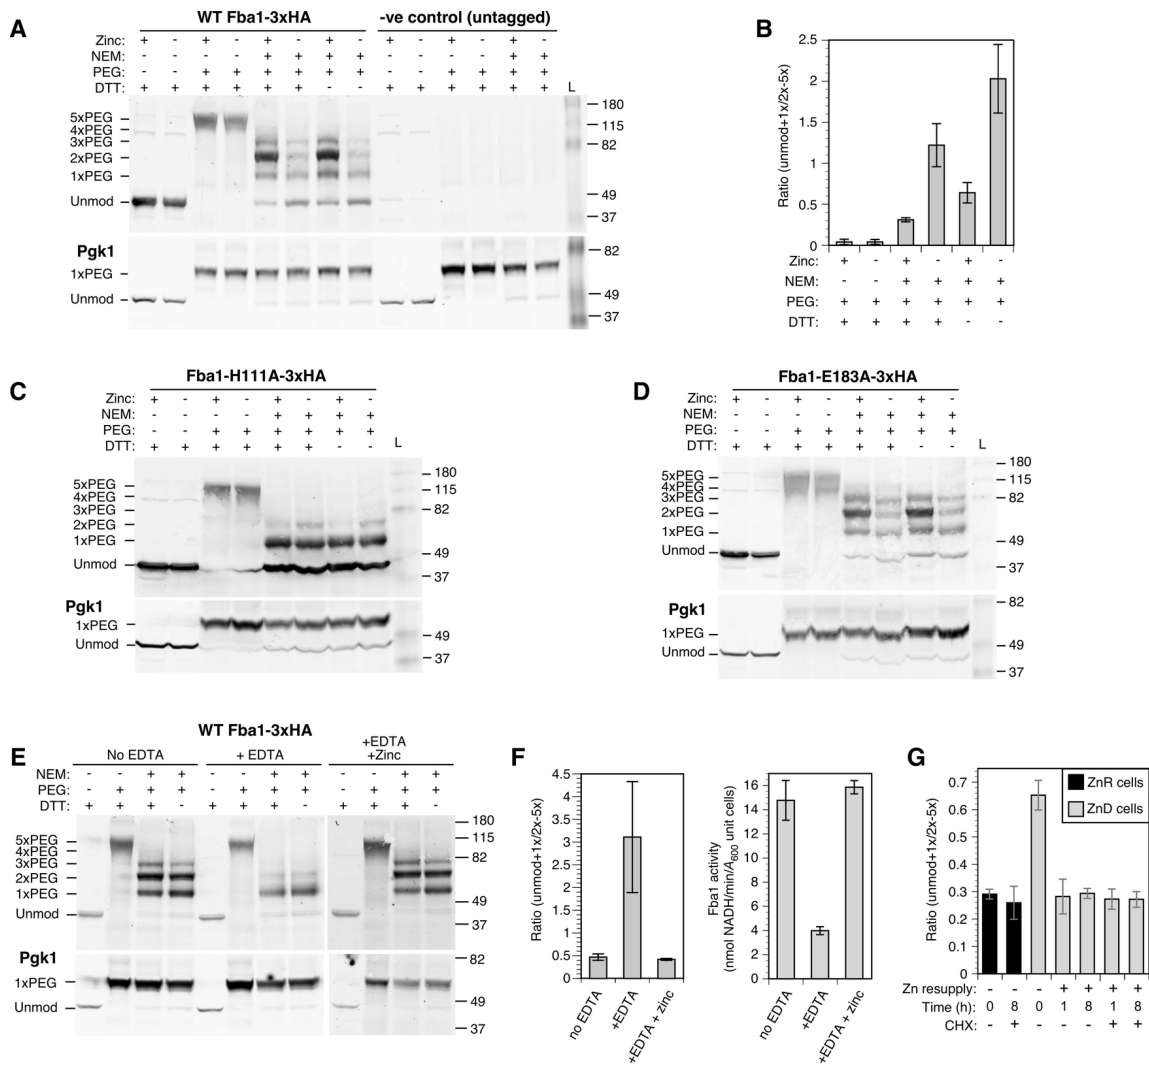 A
WT Fba1-3xHA
-ve control (untagged)
Zinc: + - + - + - + - + - + - + -
NEM: - - - - + + + + - - - - + +
PEG: - - + + + + + + - - + + + +
DTT: + + + + + + - - + + + + + + L
5xPEG
4xPEG
3xPEG
2xPEG
1xPEG
Unmod
180
115
82
49
37
Pgk1
1xPEG
Unmod
82
49
37
B
Ratio (unmod+1x/2x-5x)
2.5
2
1.5
1
0.5
0
Zinc: + - + - + -
NEM: - - + + + +
PEG: + + + + + +
DTT: + + + + - -
C
Fba1-H111A-3xHA
Zinc: + - + - + - + -
NEM: - - - - + + + +
PEG: - - + + + + + +
DTT: + + + + + + - - L
5xPEG
4xPEG
3xPEG
2xPEG
1xPEG
Unmod
180
115
82
49
37
Pgk1
1xPEG
Unmod
49
37
D
Fba1-E183A-3xHA
Zinc: + - + - + - + -
NEM: - - - - + + + +
PEG: - - + + + + + +
DTT: + + + + + + - - L
5xPEG
4xPEG
3xPEG
2xPEG
1xPEG
Unmod
180
115
82
49
37
Pgk1
1xPEG
Unmod
82
49
37
E
WT Fba1-3xHA
No EDTA
+ EDTA
+EDTA
+Zinc
NEM: - - + + - - + + - - + +
PEG: - + + + - + + + - + + +
DTT: + + + - + + + - + + + -
5xPEG
4xPEG
3xPEG
2xPEG
1xPEG
Unmod
180
115
82
49
37
Pgk1
1xPEG
Unmod
82
49
37
F
Ratio (unmod+1x/2x-5x)
4.5
4
3.5
3
2.5
2
1.5
1
0.5
0
no EDTA
+EDTA
+EDTA + zinc
Fba1 activity
(nmol NADH/min/A600 unit cells)
16
14
12
10
8
6
4
2
0
no EDTA
+EDTA
+EDTA + zinc
G
Ratio (unmod+1x/2x-5x)
0.7
0.6
0.5
0.4
0.3
0.2
0.1
0
ZnR cells
ZnD cells
Zn resupply: - - - + + + +
Time (h): 0 8 0 1 8 1 8
CHX: - + - - - + +